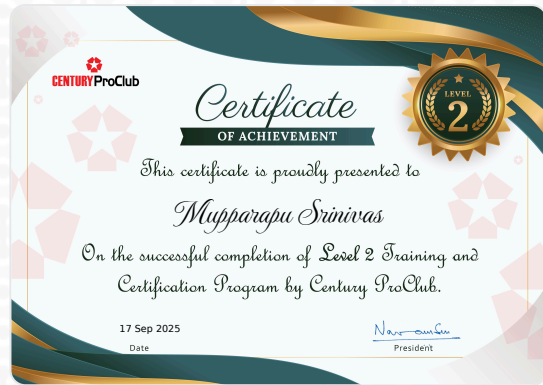 CENTURY ProClub
LEVEL
2
Certificate
OF ACHIEVEMENT
This certificate is proudly presented to
Mupparapu Srinivas
On the successful completion of Level 2 Training and
Certification Program by Century ProClub.
17 Sep 2025
Date
President